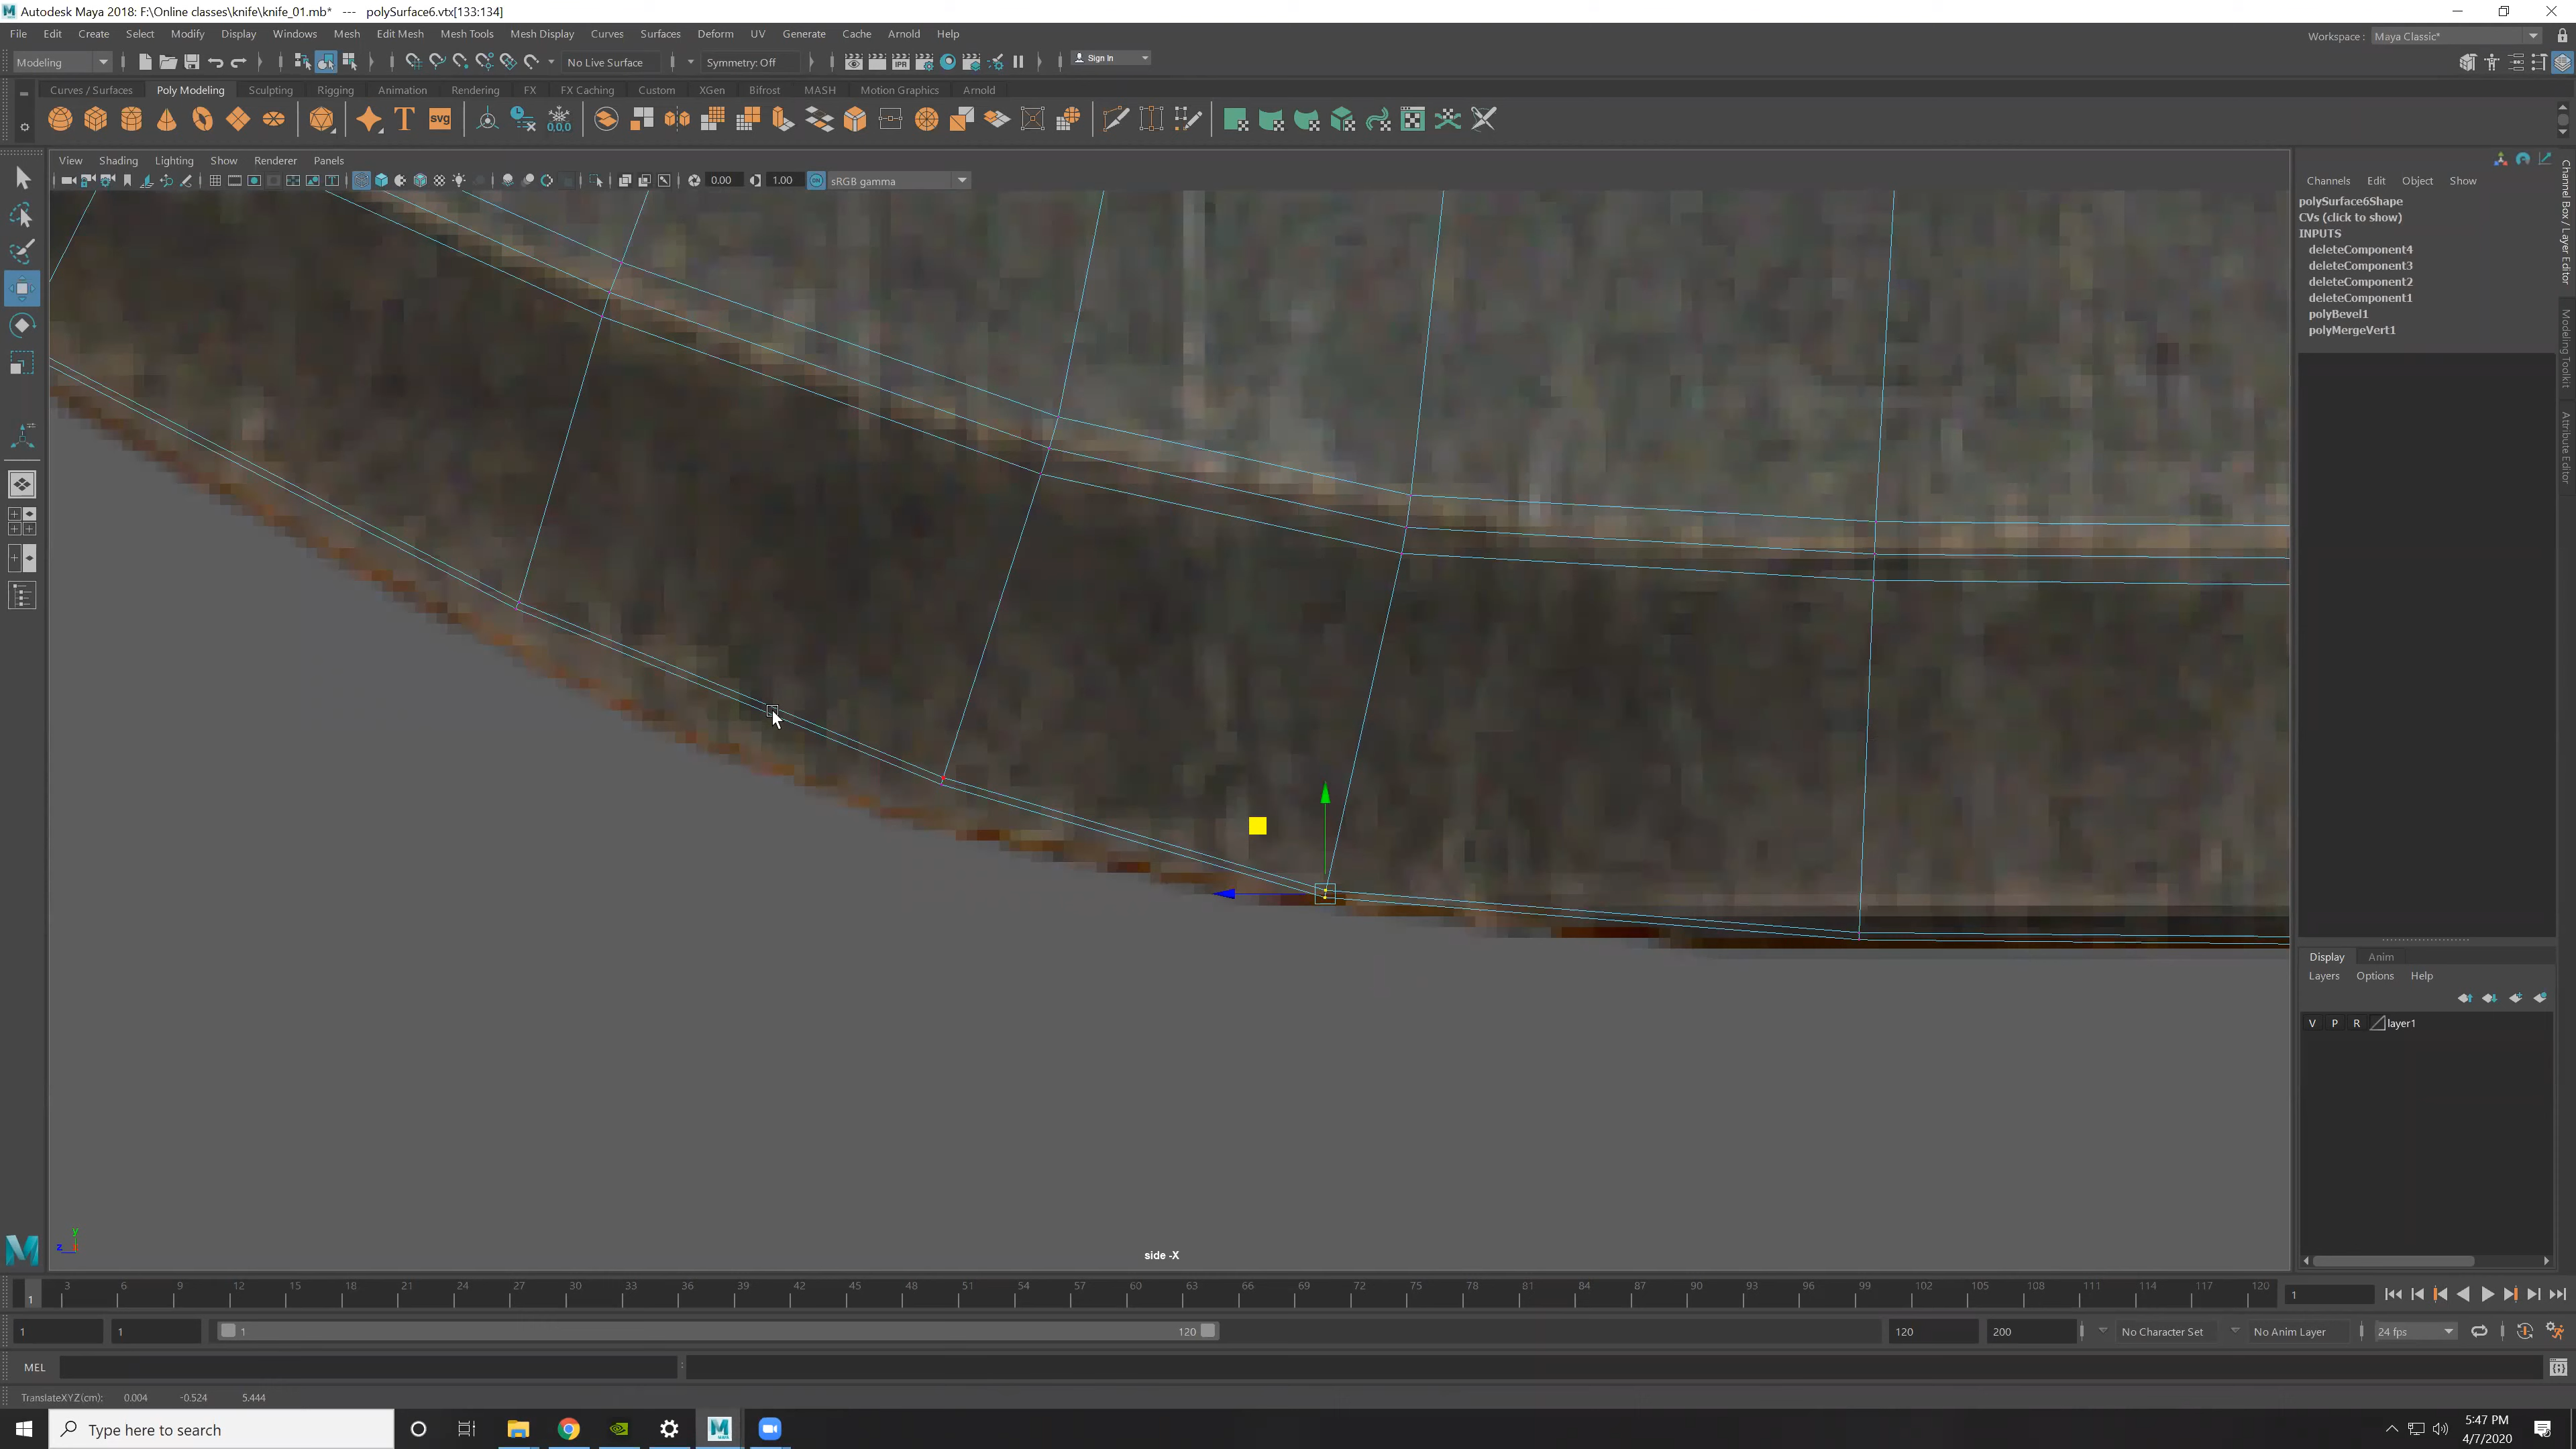 Autodesk Maya 2018: F:\Online classes\knife\knife_01.mb* --- polySurface6.vtx[133:134]
File Edit Create Select Modify Display Windows Mesh Edit Mesh Mesh Tools Mesh Display Curves Surfaces Deform UV Generate Cache Arnold Help
Workspace : Maya Classic*
Modeling No Live Surface Symmetry: Off Sign In
Curves / Surfaces Poly Modeling Sculpting Rigging Animation Rendering FX FX Caching Custom XGen Bifrost MASH Motion Graphics Arnold
View Shading Lighting Show Renderer Panels
0.00 1.00 sRGB gamma
Channels Edit Object Show
polySurface6Shape
CVs (click to show)
INPUTS
deleteComponent4
deleteComponent3
deleteComponent2
deleteComponent1
polyBevel1
polyMergeVert1
Channel Box / Layer Editor
Modeling Toolkit
Attribute Editor
Display Anim
Layers Options Help
V P R layer1
y
z
side -X
3 6 9 12 15 18 21 24 27 30 33 36 39 42 45 48 51 54 57 60 63 66 69 72 75 78 81 84 87 90 93 96 99 102 105 108 111 114 117 120
1 1
1 1 1 120 120 200 No Character Set No Anim Layer 24 fps
MEL
TranslateXYZ(cm): 0.004 -0.524 5.444
Type here to search
5:47 PM
4/7/2020